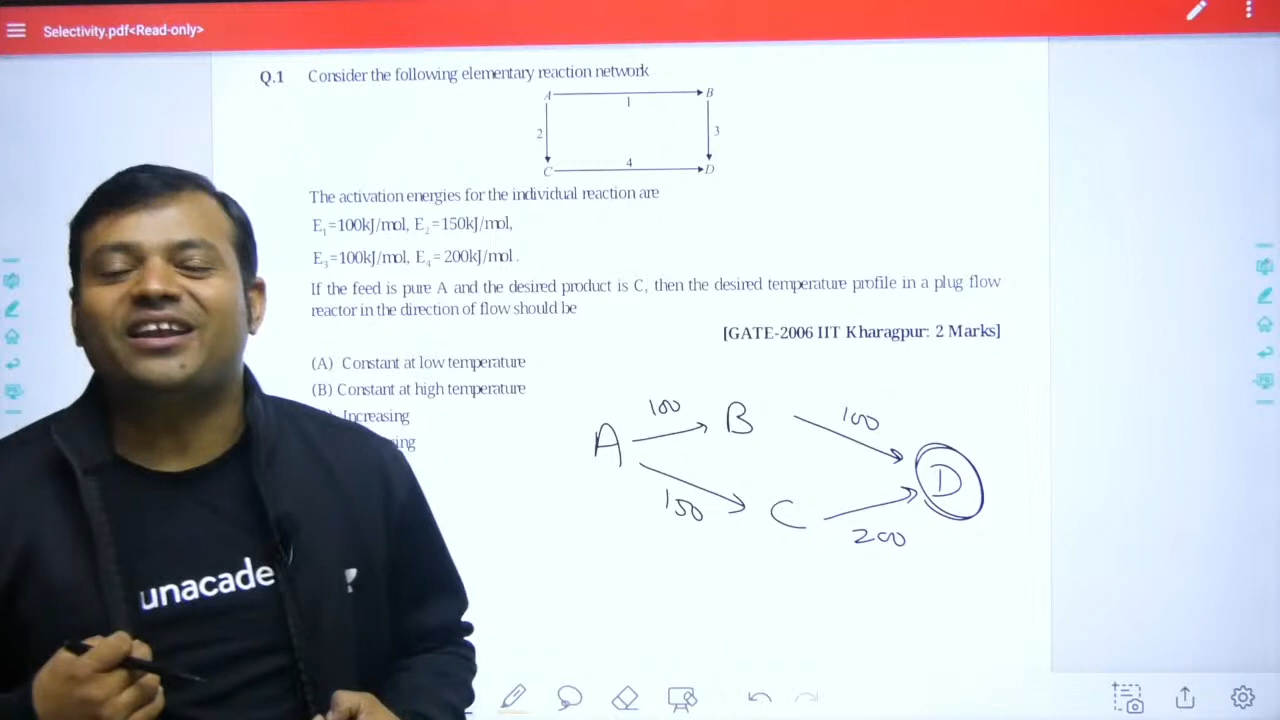 Selectivity.pdf<Read-only>
Q.1 Consider the following elementary reaction network
A B
1
2 3
4
C D
The activation energies for the individual reaction are
E₁=100kJ/mol, E₂=150kJ/mol,
E₃=100kJ/mol, E₄=200kJ/mol.
If the feed is pure A and the desired product is C, then the desired temperature profile in a plug flow
reactor in the direction of flow should be
[GATE-2006 IIT Kharagpur: 2 Marks]
(A) Constant at low temperature
(B) Constant at high temperature
Increasing
100 B 100
A D
150 C
200
unacade